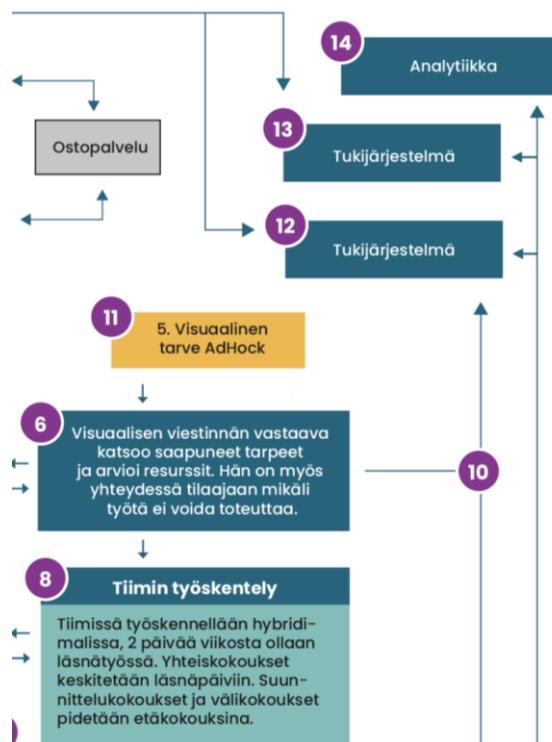 14
Analytiikka
13
Tukijärjestelmä
Ostopalvelu
12
Tukijärjestelmä
11
5. Visuaalinen
tarve AdHock
6
Visuaalisen viestinnän vastaava
katsoo saapuneet tarpeet
ja arvioi resurssit. Hän on myös
yhteydessä tilaajaan mikäli
työtä ei voida toteuttaa.
10
8
Tiimin työskentely
Tiimissä työskennellään hybridi-
malissa, 2 päivää viikosta ollaan
läsnätyössä. Yhteiskokoukset
keskitetään läsnäpäiviin. Suun-
nittelukokoukset ja välikokoukset
pidetään etäkokouksina.